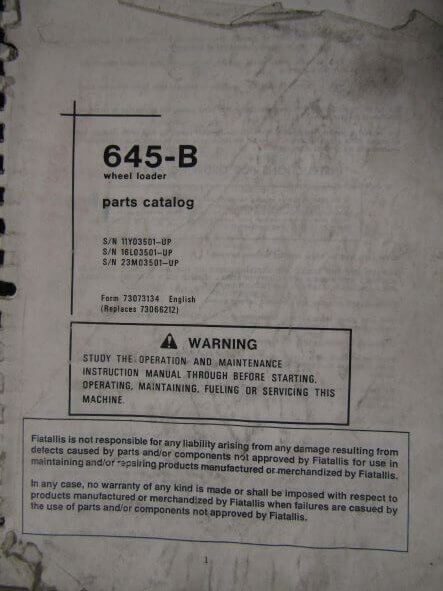 645-B
wheel loader
parts catalog
S/N 11Y03501-UP
S/N 16L03501-UP
S/N 23M03501-UP
Form 73073134 English
(Replaces 73066212)
WARNING
STUDY THE OPERATION AND MAINTENANCE
INSTRUCTION MANUAL THROUGH BEFORE STARTING,
OPERATING, MAINTAINING, FUELING OR SERVICING THIS
MACHINE.
Fiatallis is not responsible for any liability arising from any damage resulting from
defects caused by parts and/or components not approved by Fiatallis for use in
maintaining and/or repairing products manufactured or merchandized by Fiatallis.
In any case, no warranty of any kind is made or shall be imposed with respect to
products manufactured or merchandized by Fiatallis when failures are casued by
the use of parts and/or components not approved by Fiatallis.
1